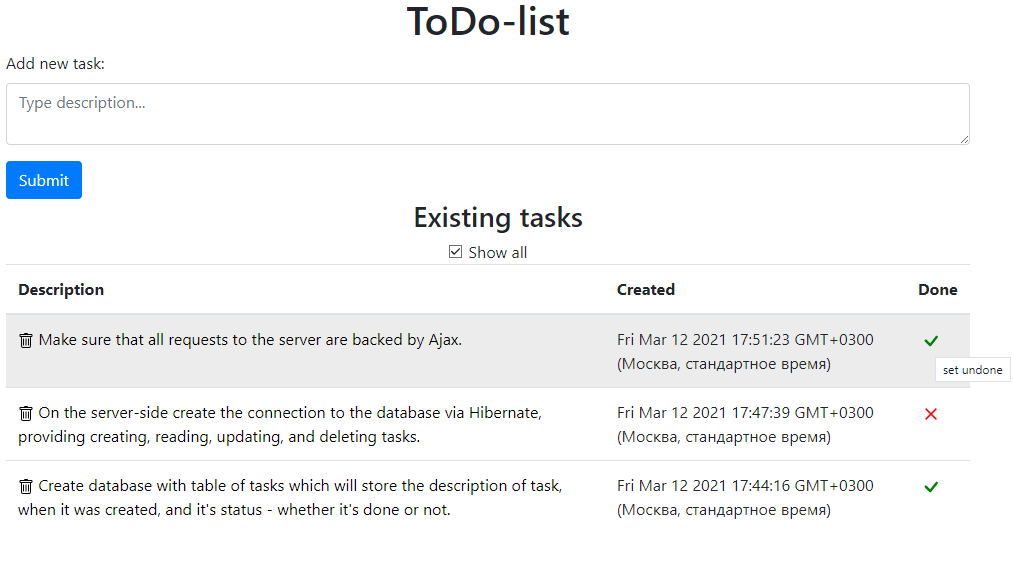 ToDo-list
Add new task:
Type description...
Submit
Existing tasks
Show all
Description Created Done
Make sure that all requests to the server are backed by Ajax. Fri Mar 12 2021 17:51:23 GMT+0300
(Москва, стандартное время)
set undone
On the server-side create the connection to the database via Hibernate, Fri Mar 12 2021 17:47:39 GMT+0300
providing creating, reading, updating, and deleting tasks. (Москва, стандартное время)
Create database with table of tasks which will store the description of task, Fri Mar 12 2021 17:44:16 GMT+0300
when it was created, and it's status - whether it's done or not. (Москва, стандартное время)